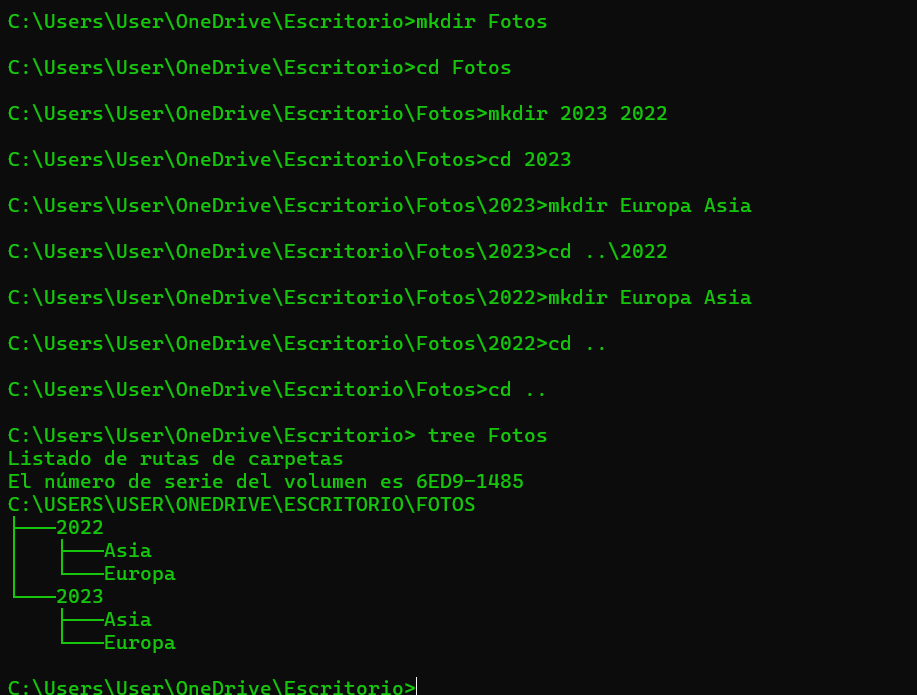 C:\Users\User\OneDrive\Escritorio>mkdir Fotos
C:\Users\User\OneDrive\Escritorio>cd Fotos
C:\Users\User\OneDrive\Escritorio\Fotos>mkdir 2023 2022
C:\Users\User\OneDrive\Escritorio\Fotos>cd 2023
C:\Users\User\OneDrive\Escritorio\Fotos\2023>mkdir Europa Asia
C:\Users\User\OneDrive\Escritorio\Fotos\2023>cd ..\2022
C:\Users\User\OneDrive\Escritorio\Fotos\2022>mkdir Europa Asia
C:\Users\User\OneDrive\Escritorio\Fotos\2022>cd ..
C:\Users\User\OneDrive\Escritorio\Fotos>cd ..
C:\Users\User\OneDrive\Escritorio> tree Fotos
Listado de rutas de carpetas
El número de serie del volumen es 6ED9-1485
C:\USERS\USER\ONEDRIVE\ESCRITORIO\FOTOS
├───2022
│   ├───Asia
│   └───Europa
└───2023
    ├───Asia
    └───Europa
C:\Users\User\OneDrive\Escritorio>